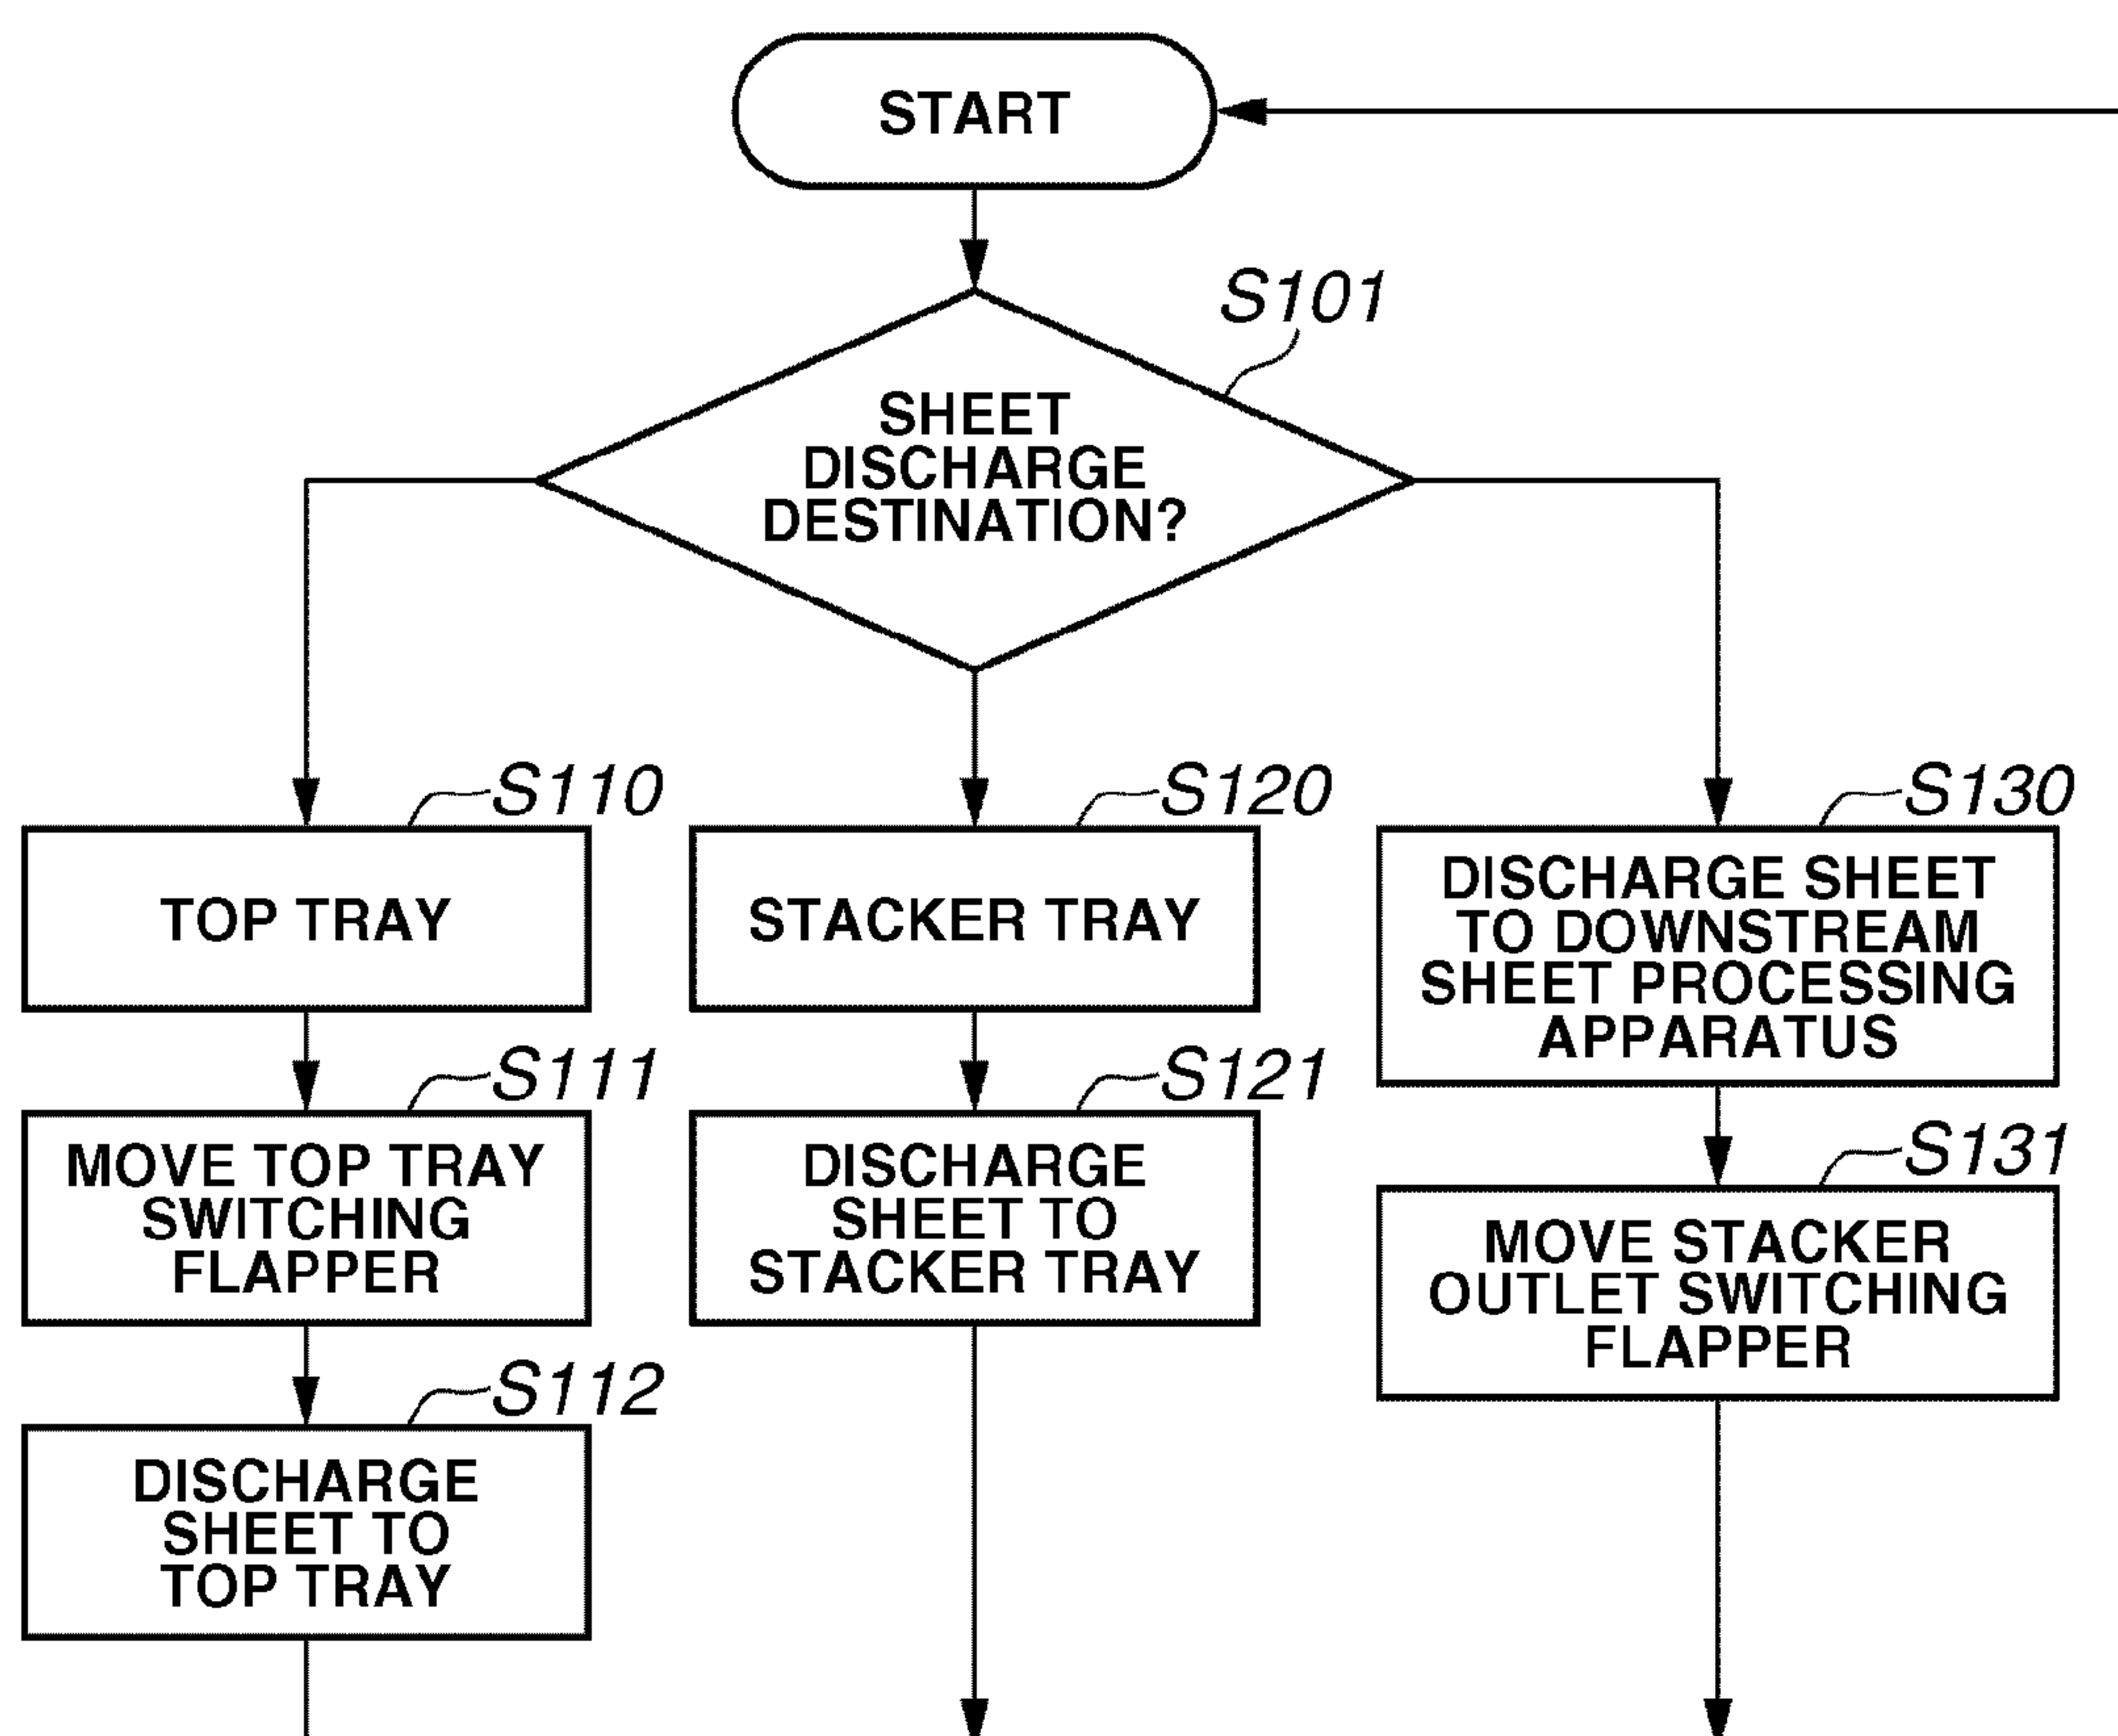 START
S101
SHEET
DISCHARGE
DESTINATION?
S110
TOP TRAY
S120
STACKER TRAY
S130
DISCHARGE SHEET
TO DOWNSTREAM
SHEET PROCESSING
APPARATUS
S111
MOVE TOP TRAY
SWITCHING
FLAPPER
S121
DISCHARGE
SHEET TO
STACKER TRAY
S131
MOVE STACKER
OUTLET SWITCHING
FLAPPER
S112
DISCHARGE
SHEET TO
TOP TRAY